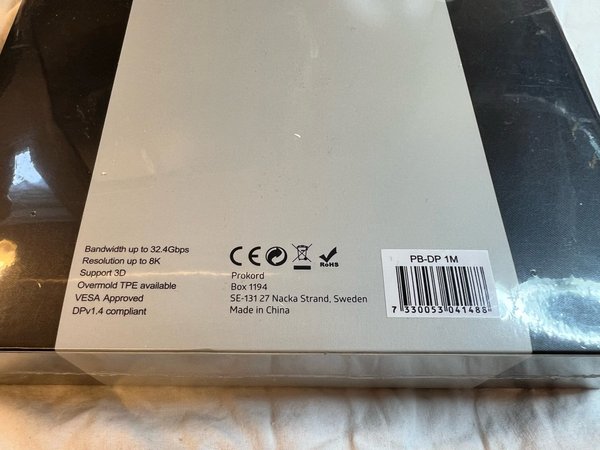 Bandwidth up to 32.4Gbps
Resolution up to 8K
Support 3D
Overmold TPE available
VESA Approved
DPv1.4 compliant
CE
RoHS
Prokord
Box 1194
SE-131 27 Nacka Strand, Sweden
Made in China
PB-DP 1M
7 330053 041488